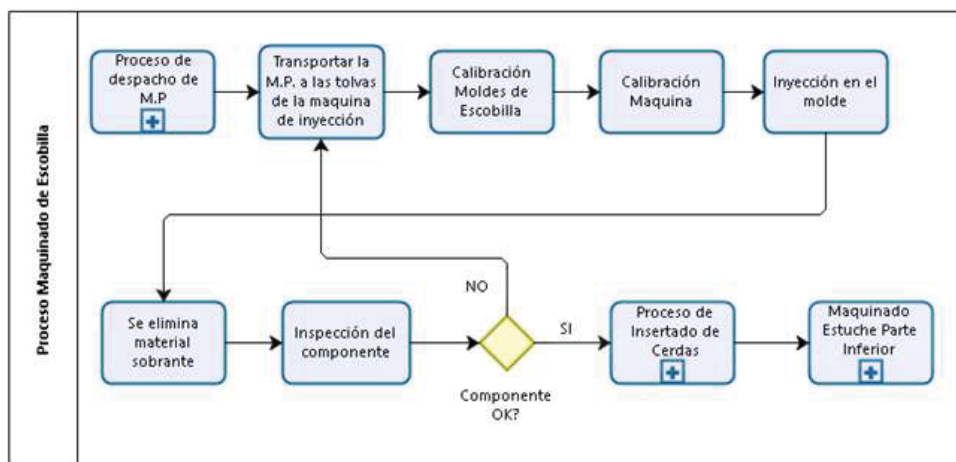 Proceso Maquinado de Escobilla
Proceso de
despacho de
M.P
Transportar la
M.P. a las tolvas
de la maquina
de inyección
Calibración
Moldes de
Escobilla
Calibración
Maquina
Inyección en el
molde
Se elimina
material
sobrante
Inspección del
componente
NO
SI
Componente
OK?
Proceso de
Insertado de
Cerdas
Maquinado
Estuche Parte
Inferior